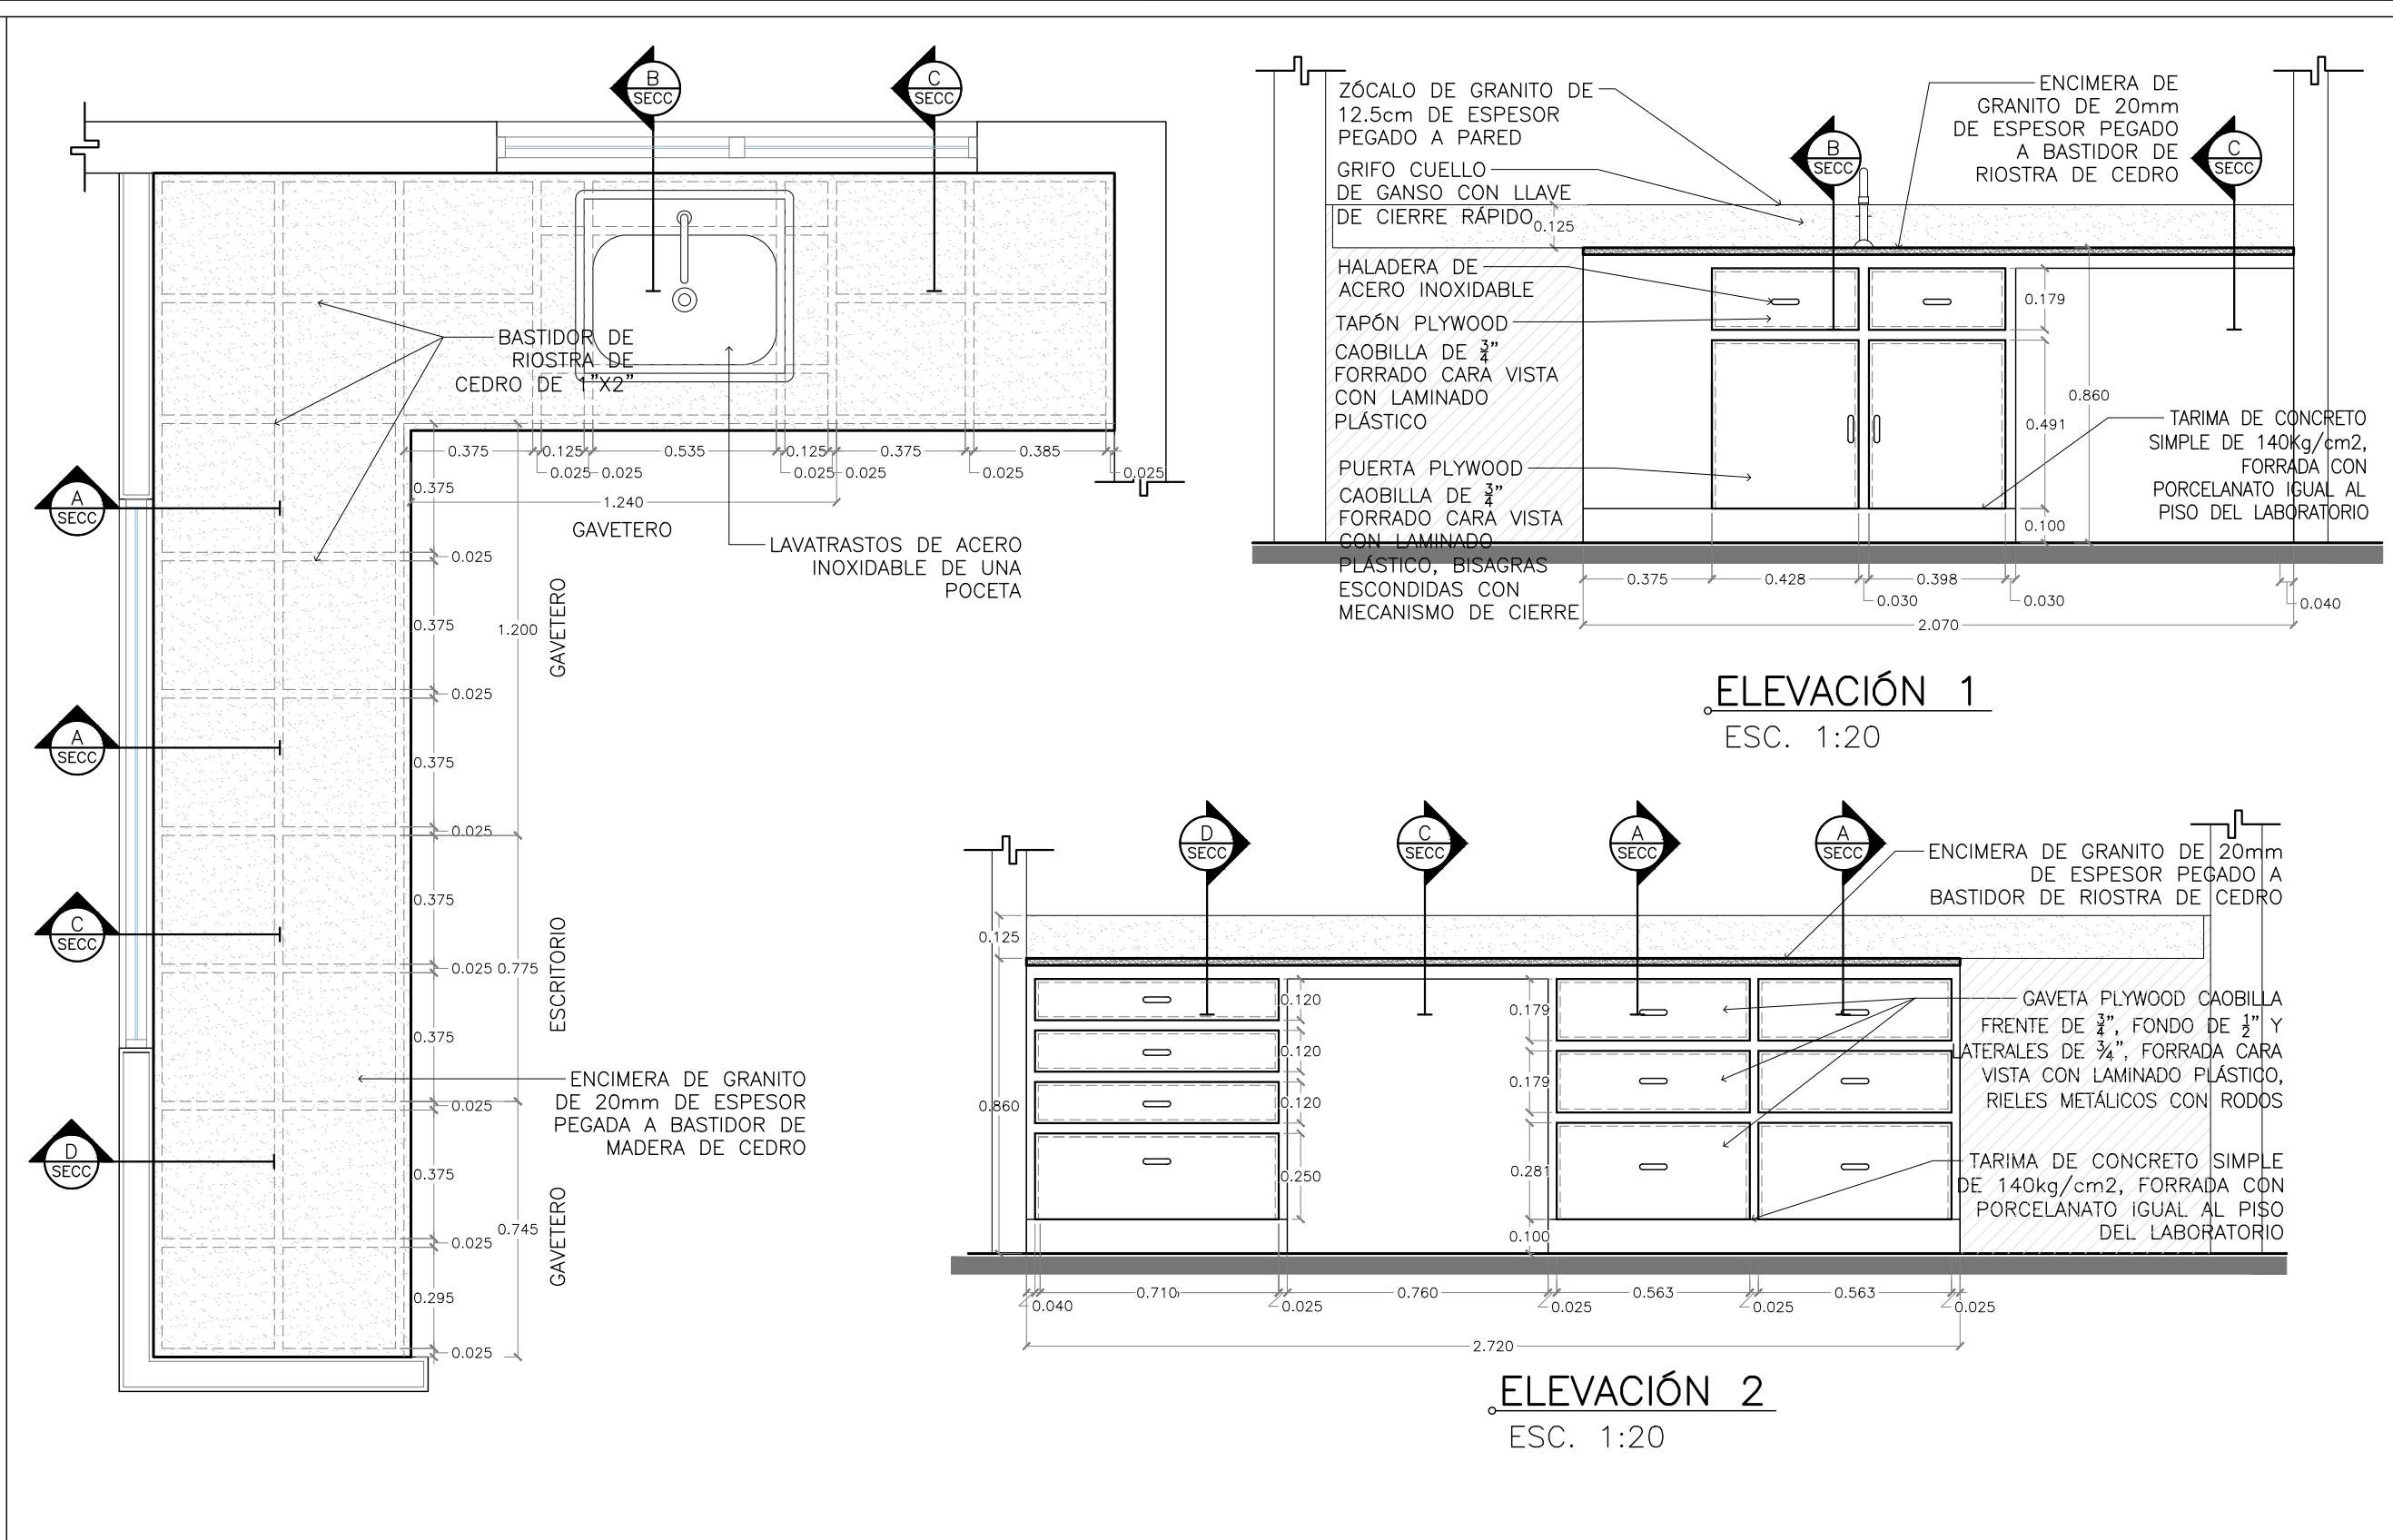 B
SECC
C
SECC
BASTIDOR DE
RIOSTRA DE
CEDRO DE 1"X2"
0.375
0.125
0.535
0.125
0.375
0.385
0.025
0.025
0.025
0.025
0.025
0.025
1.240
GAVETERO
LAVATRASTOS DE ACERO
INOXIDABLE DE UNA
POCETA
A
SECC
A
SECC
C
SECC
D
SECC
0.375
0.025
0.375
1.200
GAVETERO
0.025
0.375
0.025
0.375
ESCRITORIO
0.025
0.775
0.375
ENCIMERA DE GRANITO
DE 20mm DE ESPESOR
PEGADA A BASTIDOR DE
MADERA DE CEDRO
0.025
0.375
0.745
GAVETERO
0.025
0.295
0.025
ZÓCALO DE GRANITO DE
12.5cm DE ESPESOR
PEGADO A PARED
GRIFO CUELLO
DE GANSO CON LLAVE
DE CIERRE RÁPIDO
0.125
HALADERA DE
ACERO INOXIDABLE
TAPÓN PLYWOOD
CAOBILLA DE 3/4"
FORRADO CARA VISTA
CON LAMINADO
PLÁSTICO
PUERTA PLYWOOD
CAOBILLA DE 3/4"
FORRADO CARA VISTA
CON LAMINADO
PLÁSTICO, BISAGRAS
ESCONDIDAS CON
MECANISMO DE CIERRE
ENCIMERA DE
GRANITO DE 20mm
DE ESPESOR PEGADO
A BASTIDOR DE
RIOSTRA DE CEDRO
B
SECC
C
SECC
0.179
0.860
0.491
0.100
TARIMA DE CONCRETO
SIMPLE DE 140Kg/cm2,
FORRADA CON
PORCELANATO IGUAL AL
PISO DEL LABORATORIO
0.375
0.428
0.398
0.030
0.030
0.040
2.070
ELEVACIÓN 1
ESC. 1:20
D
SECC
C
SECC
A
SECC
A
SECC
ENCIMERA DE GRANITO DE 20mm
DE ESPESOR PEGADO A
BASTIDOR DE RIOSTRA DE CEDRO
0.125
0.860
0.120
0.120
0.120
0.250
0.179
0.179
0.281
0.100
GAVETA PLYWOOD CAOBILLA
FRENTE DE 3/4", FONDO DE 1/2" Y
LATERALES DE 3/4", FORRADA CARA
VISTA CON LAMINADO PLÁSTICO,
RIELES METÁLICOS CON RODOS
TARIMA DE CONCRETO SIMPLE
DE 140kg/cm2, FORRADA CON
PORCELANATO IGUAL AL PISO
DEL LABORATORIO
0.040
0.710
0.025
0.760
0.025
0.563
0.025
0.563
0.025
2.720
ELEVACIÓN 2
ESC. 1:20